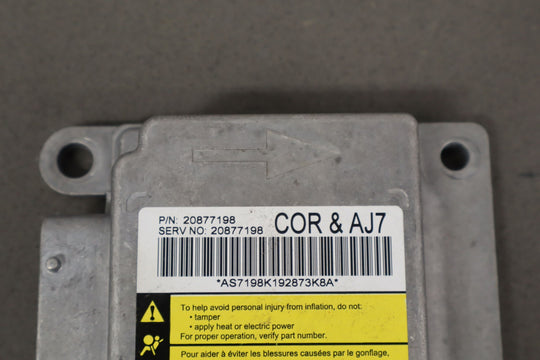 P/N: 20877198
SERV NO: 20877198
COR & AJ7
*AS7198K192873K8A*
To help avoid personal injury from inflation, do not:
• tamper
• apply heat or electric power
For proper operation, verify part number.
Pour aider à éviter les blessures causées par le gonflage,